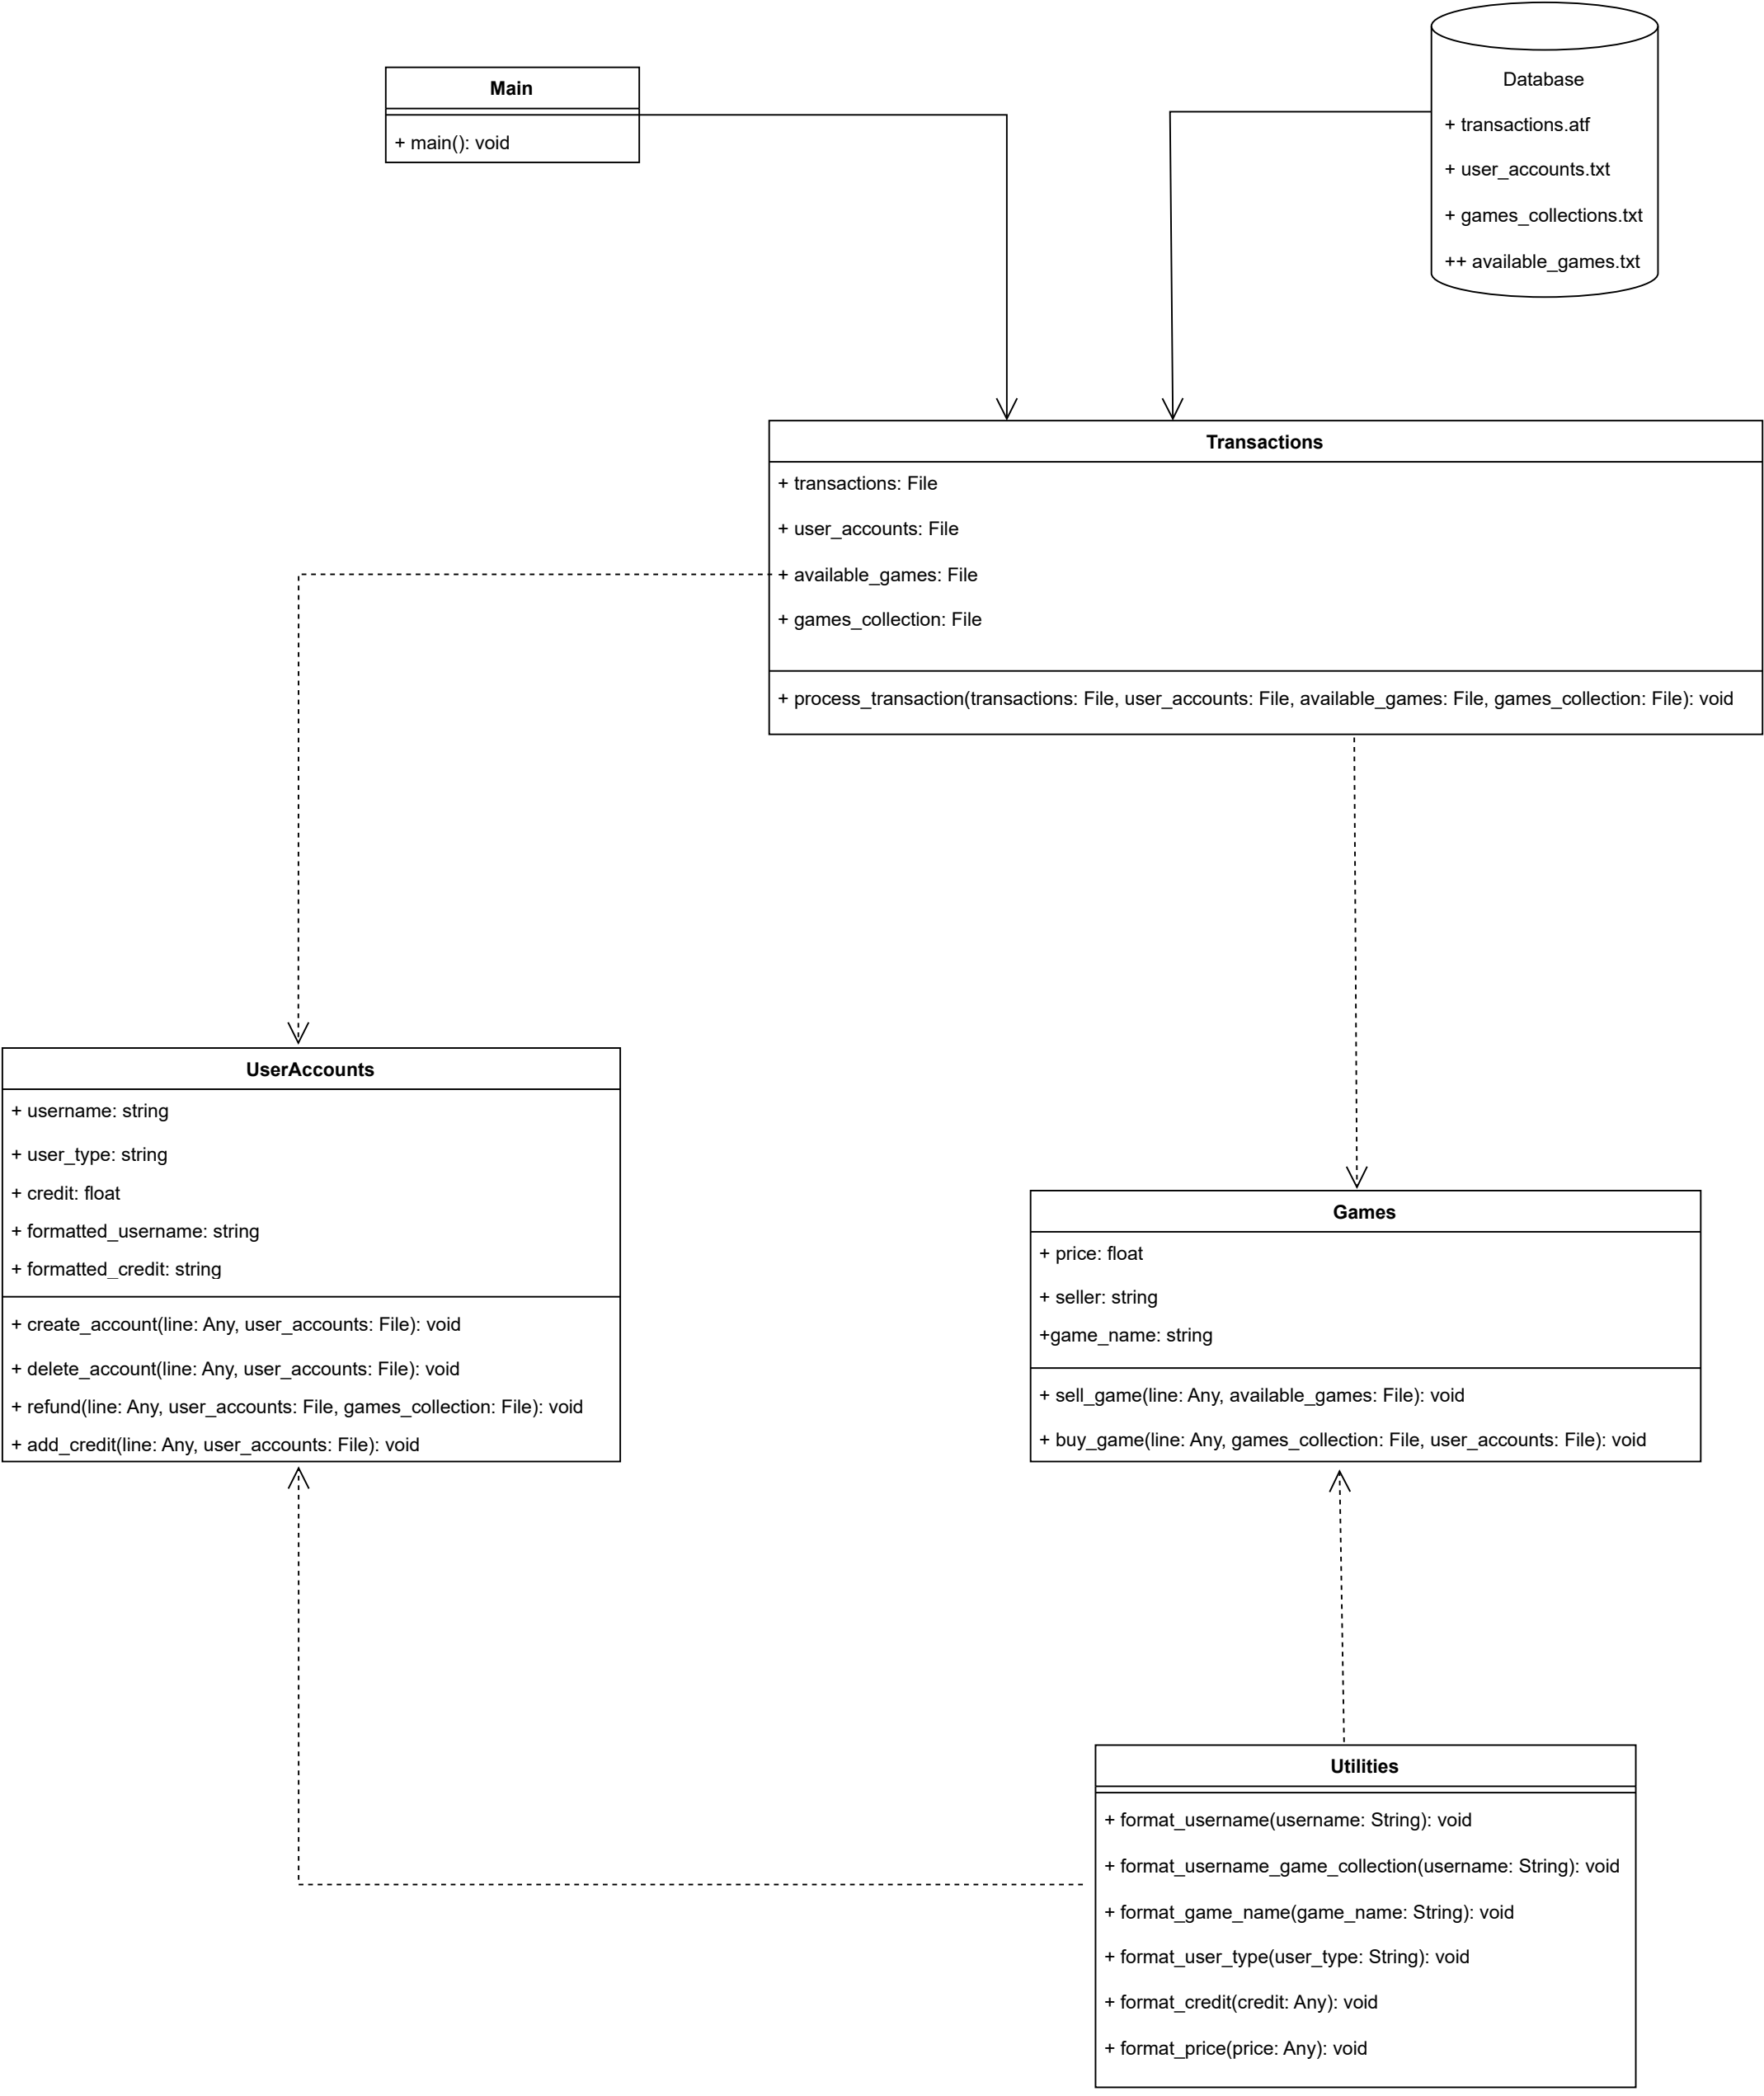 Main
+ main(): void
Database
+ transactions.atf
+ user_accounts.txt
+ games_collections.txt
++ available_games.txt
Transactions
+ transactions: File
+ user_accounts: File
+ available_games: File
+ games_collection: File
+ process_transaction(transactions: File, user_accounts: File, available_games: File, games_collection: File): void
UserAccounts
+ username: string
+ user_type: string
+ credit: float
+ formatted_username: string
+ formatted_credit: string
+ create_account(line: Any, user_accounts: File): void
+ delete_account(line: Any, user_accounts: File): void
+ refund(line: Any, user_accounts: File, games_collection: File): void
+ add_credit(line: Any, user_accounts: File): void
Games
+ price: float
+ seller: string
+game_name: string
+ sell_game(line: Any, available_games: File): void
+ buy_game(line: Any, games_collection: File, user_accounts: File): void
Utilities
+ format_username(username: String): void
+ format_username_game_collection(username: String): void
+ format_game_name(game_name: String): void
+ format_user_type(user_type: String): void
+ format_credit(credit: Any): void
+ format_price(price: Any): void